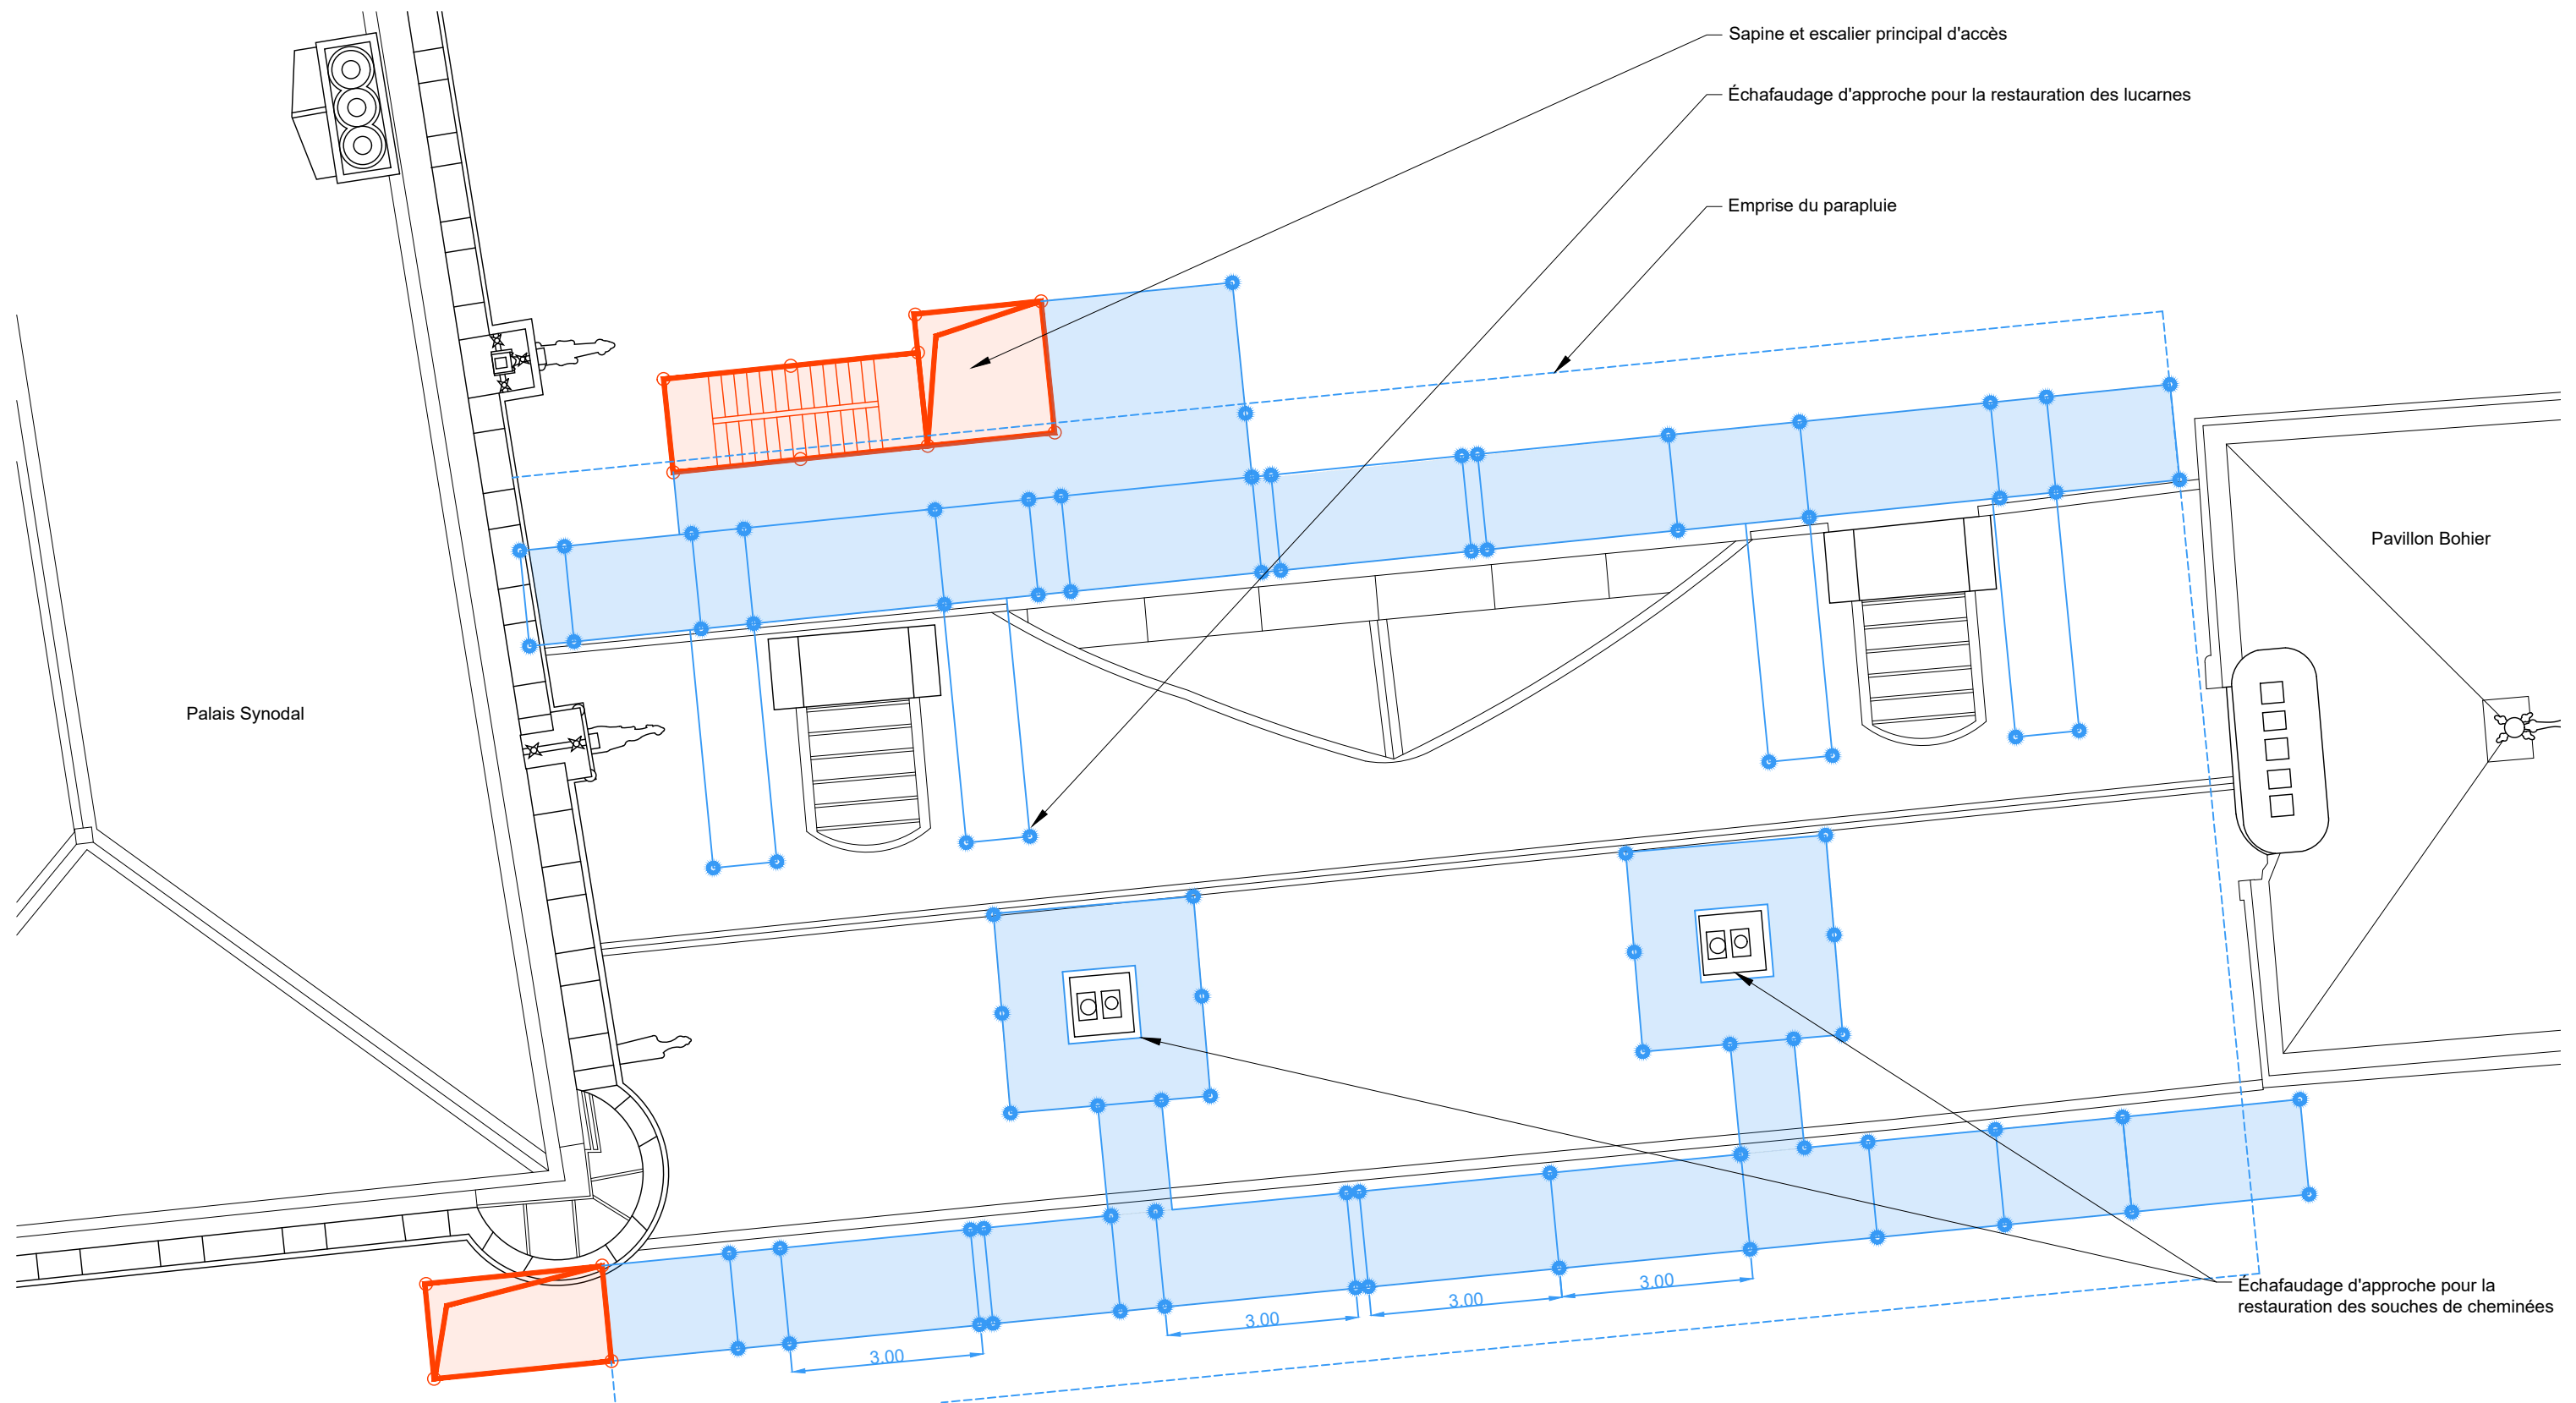 Sapine et escalier principal d'accès
Échafaudage d'approche pour la restauration des lucarnes
Emprise du parapluie
Pavillon Bohier
Palais Synodal
Échafaudage d'approche pour la
restauration des souches de cheminées
3.00
3.00
3.00
3.00